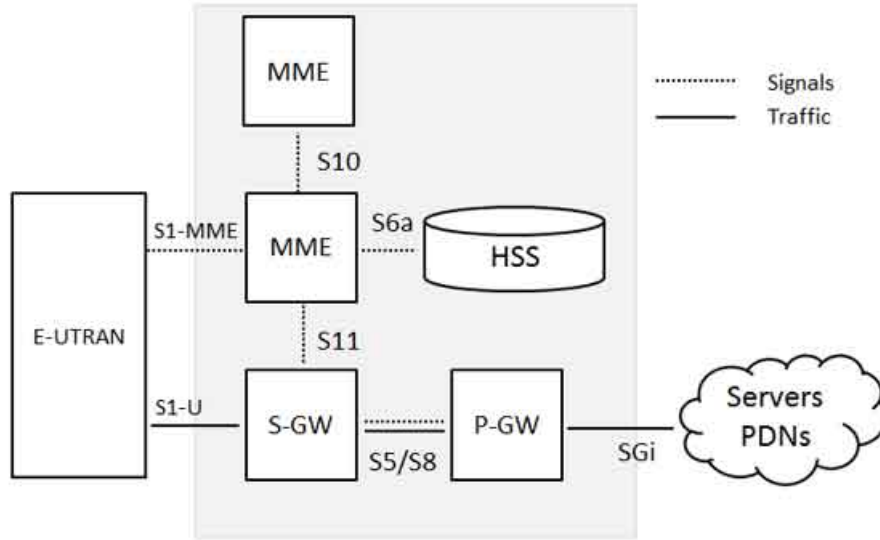 MME
Signals
Traffic
S10
S1-MME
MME
S6a
HSS
E-UTRAN
S11
S1-U
S-GW
P-GW
S5/S8
SGi
Servers
PDNs